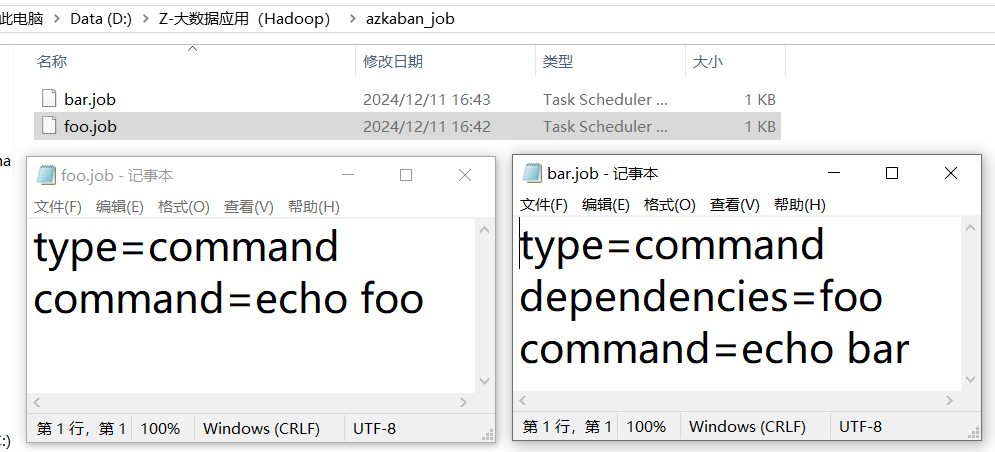 此电脑 > Data (D:) > Z-大数据应用（Hadoop） > azkaban_job
名称 修改日期 类型 大小
bar.job 2024/12/11 16:43 Task Scheduler ... 1 KB
foo.job 2024/12/11 16:42 Task Scheduler ... 1 KB
na
foo.job - 记事本
文件(F) 编辑(E) 格式(O) 查看(V) 帮助(H)
type=command
command=echo foo
第 1 行，第 1 100% Windows (CRLF) UTF-8
bar.job - 记事本
文件(F) 编辑(E) 格式(O) 查看(V) 帮助(H)
type=command
dependencies=foo
command=echo bar
第 1 行，第 1 100% Windows (CRLF) UTF-8
:)